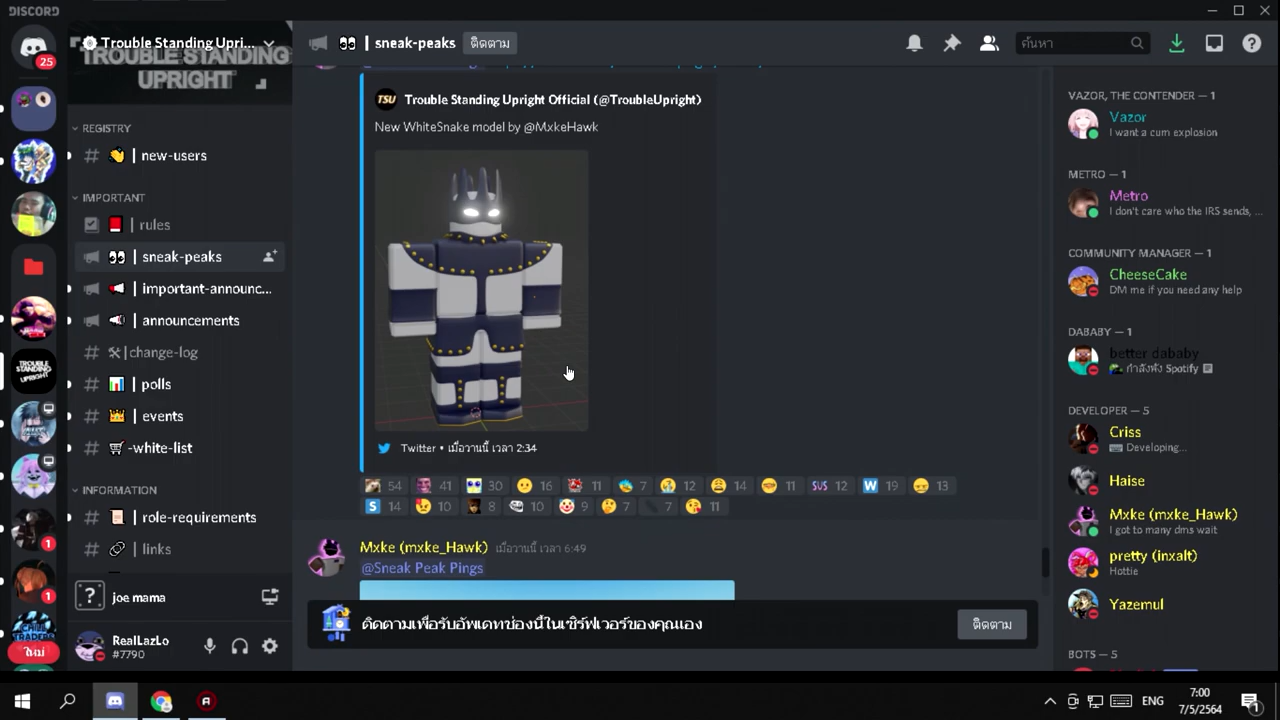 DISCORD
25
Trouble Standing Upri...
TROUBLE STANDING
UPRIGHT
REGISTRY
# 👋 | new-users
IMPORTANT
| rules
👀 | sneak-peaks
| important-announc...
| announcements
# 🛠|change-log
# 📊 | polls
# 👑 | events
# 🛒-white-list
INFORMATION
# 📜 | role-requirements
# 🔗 | links
TROUBLE
STANDING
UPRIGHT
1
1
CHILL
TRADERS
ใหม่
joe mama
RealLazLo
#7790
👀 | sneak-peaks
ติดตาม
ค้นหา
TSU
Trouble Standing Upright Official (@TroubleUpright)
New WhiteSnake model by @MxkeHawk
Twitter • เมื่อวานนี้ เวลา 2:34
54 41 30 16 11 7 12 14 11 SUS 12 W 19 13
S 14 10 8 10 9 7 7 11
Mxke (mxke_Hawk) เมื่อวานนี้ เวลา 6:49
@Sneak Peak Pings
ติดตามเพื่อรับอัพเดทช่องนี้ในเซิร์ฟเวอร์ของคุณเอง
ติดตาม
VAZOR, THE CONTENDER — 1
Vazor
I want a cum explosion
METRO — 1
Metro
I don't care who the IRS sends, ...
COMMUNITY MANAGER — 1
CheeseCake
DM me if you need any help
DABABY — 1
better dababy
กำลังฟัง Spotify
DEVELOPER — 5
Criss
Developing...
Haise
Mxke (mxke_Hawk)
I got to many dms wait
pretty (inxalt)
Hottie
Yazemul
BOTS — 5
ENG
7:00
7/5/2564
1